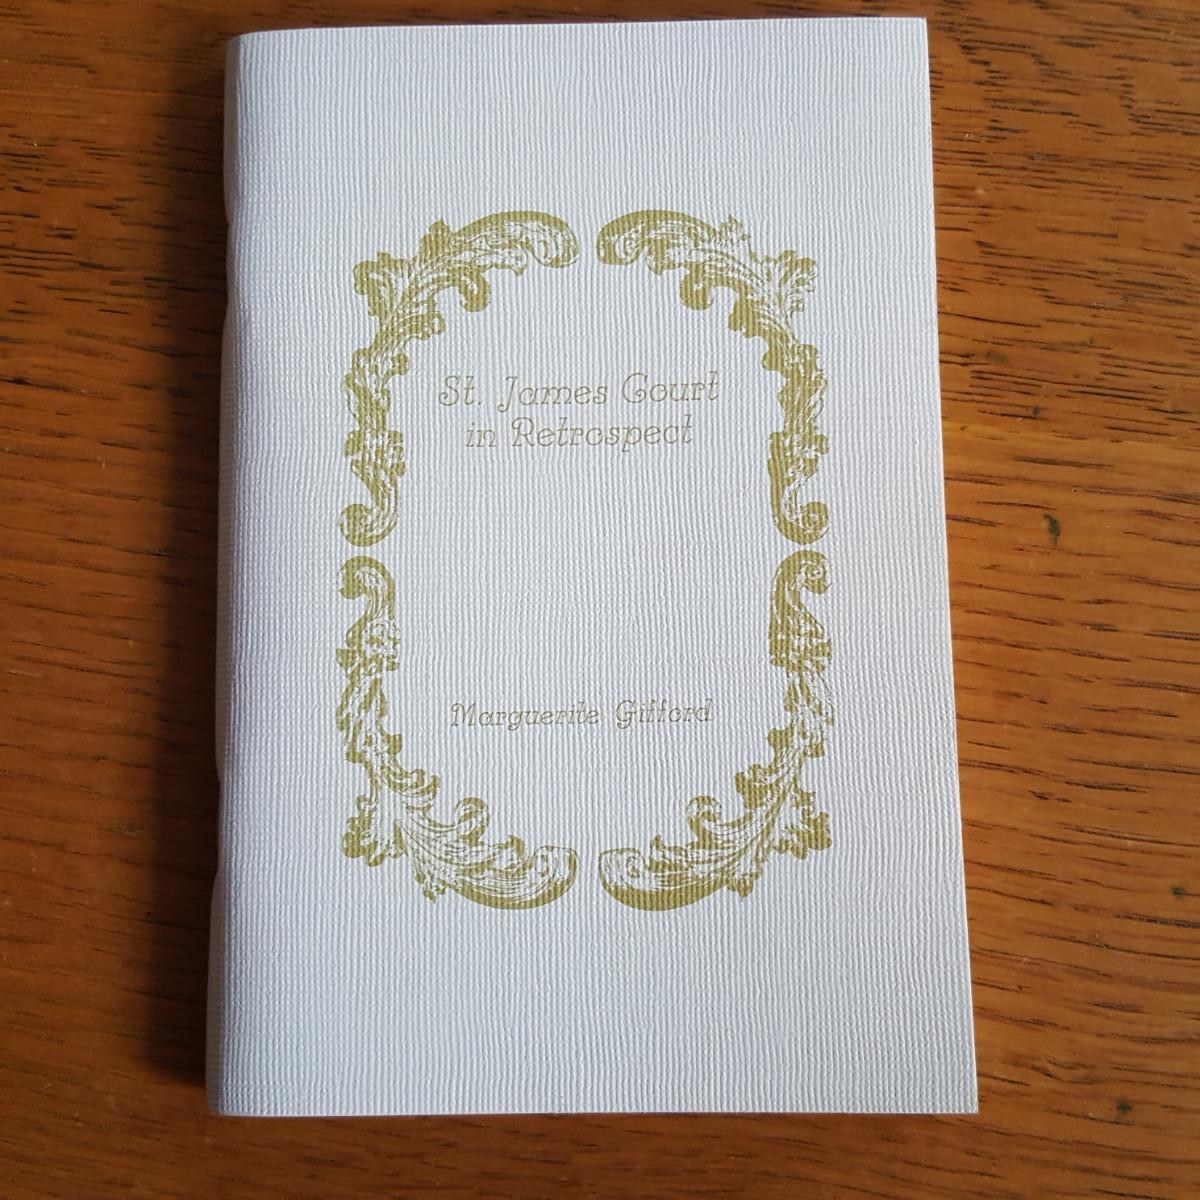 St. James Court
in Retrospect
Marguerite Gifford